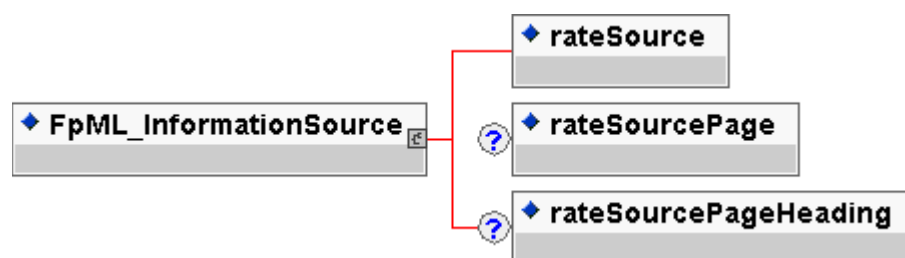 rateSource
FpML_InformationSource
?
rateSourcePage
?
rateSourcePageHeading